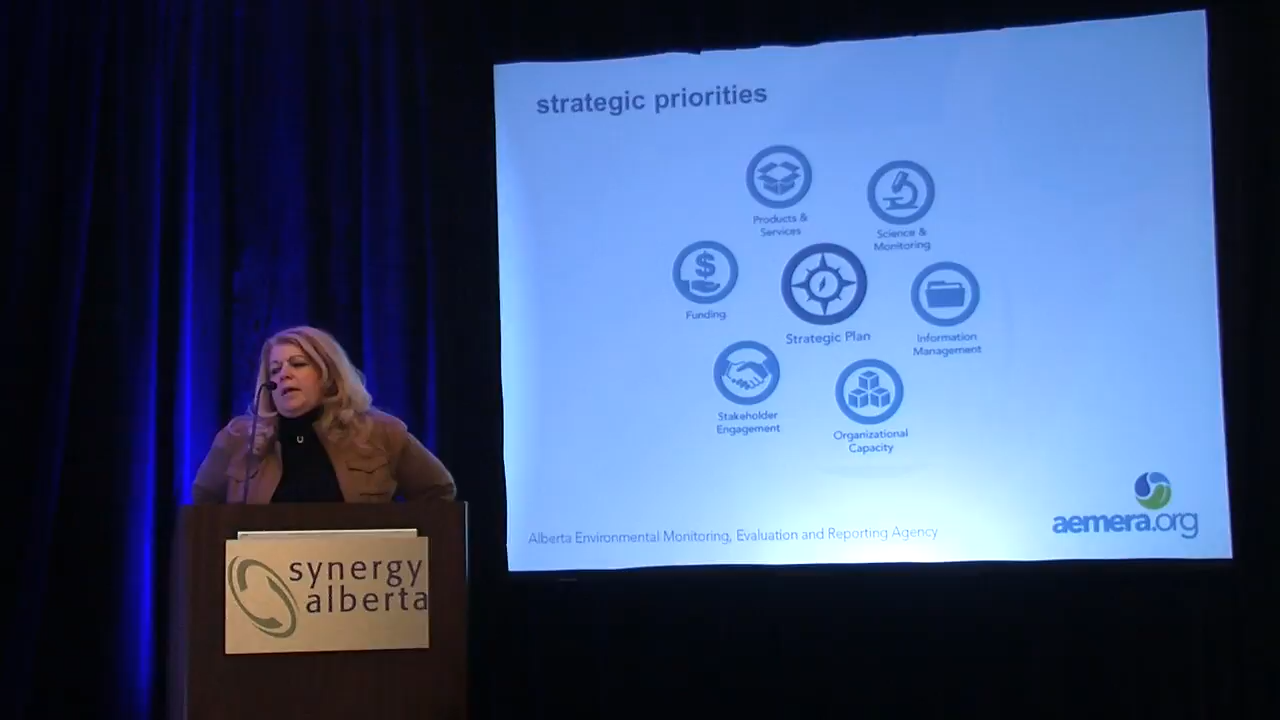 strategic priorities
Products &
Services
Science &
Monitoring
Funding
Strategic Plan
Information
Management
Stakeholder
Engagement
Organizational
Capacity
Alberta Environmental Monitoring, Evaluation and Reporting Agency
aemera.org
synergy
alberta